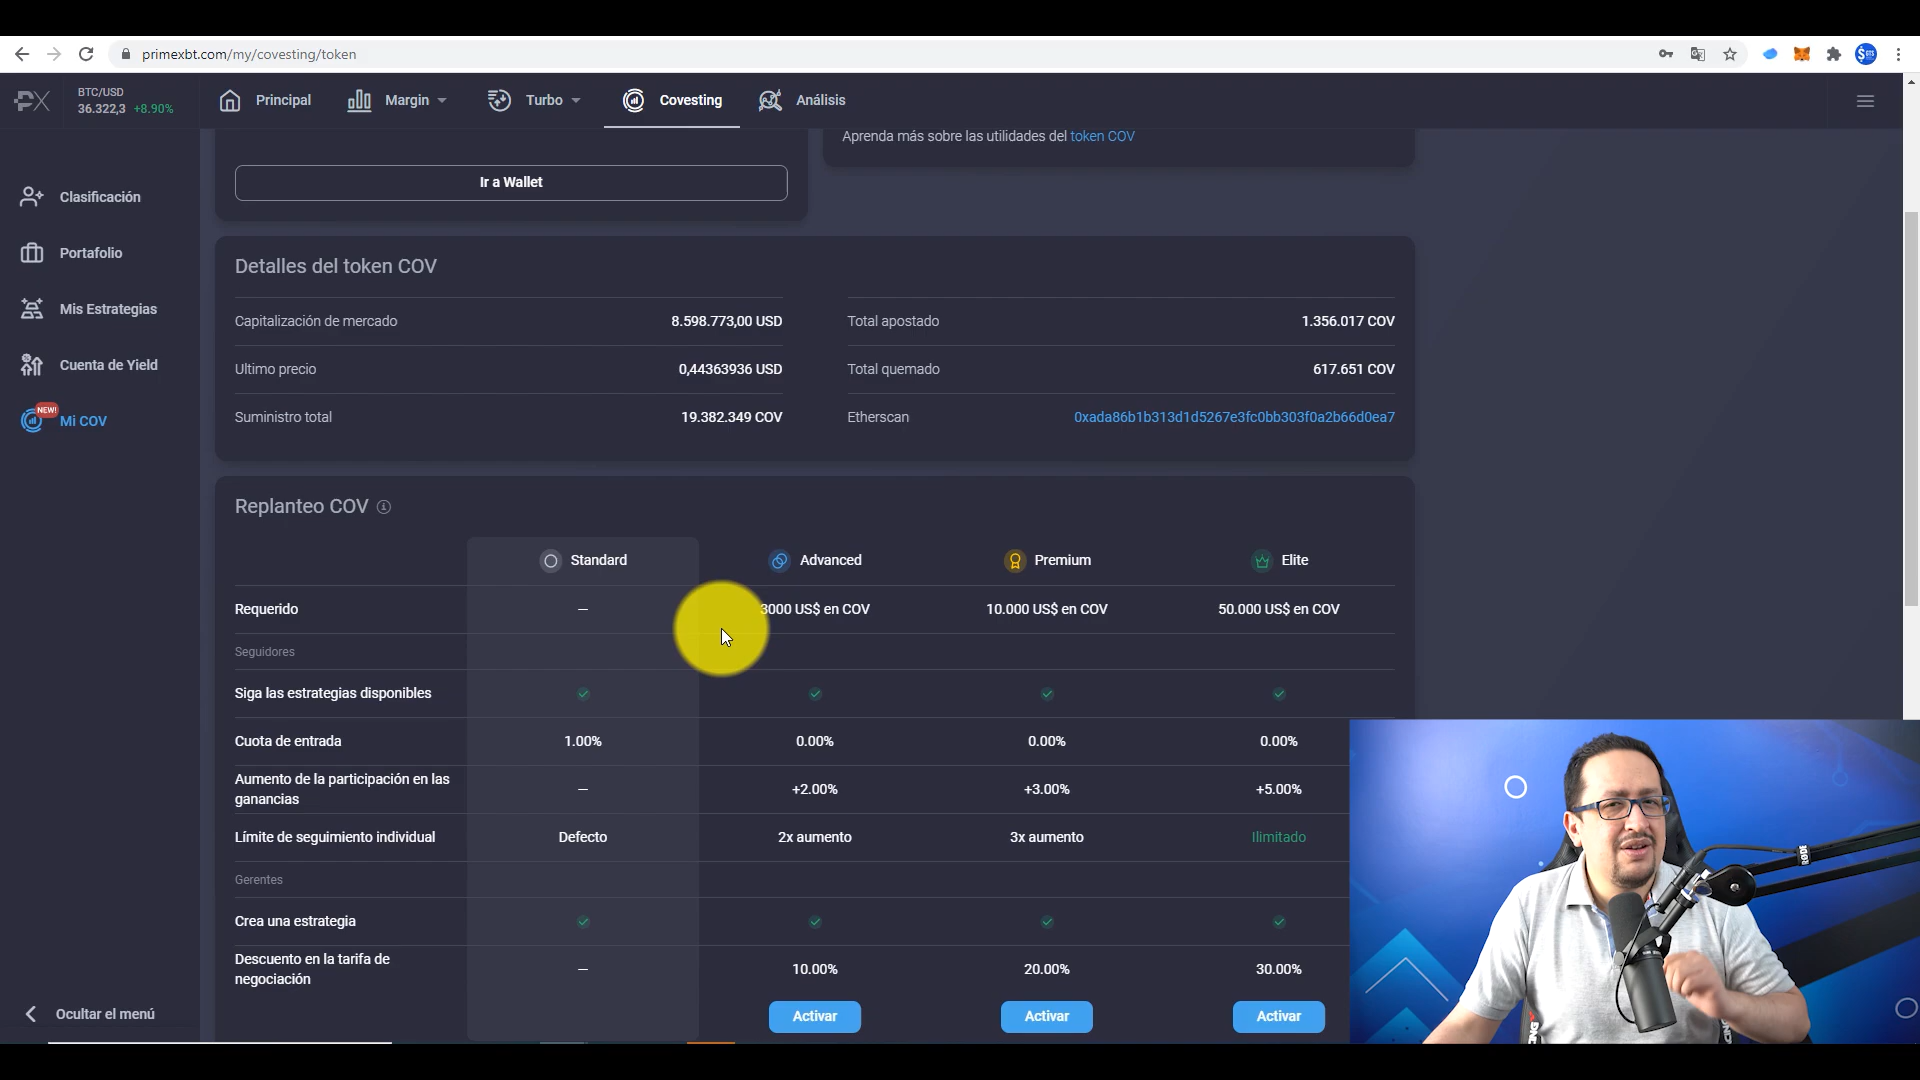 primexbt.com/my/covesting/token
BTC/USD
36.322,3 +8.90%
Principal
Margin
Turbo
Covesting
Análisis
Aprenda más sobre las utilidades del token COV
Ir a Wallet
Clasificación
Portafolio
Mis Estrategias
Cuenta de Yield
NEW!
Mi COV
Detalles del token COV
Capitalización de mercado 8.598.773,00 USD
Total apostado 1.356.017 COV
Ultimo precio 0,44363936 USD
Total quemado 617.651 COV
Suministro total 19.382.349 COV
Etherscan 0xada86b1b313d1d5267e3fc0bb303f0a2b66d0ea7
Replanteo COV
Standard Advanced Premium Elite
Requerido — 3000 US$ en COV 10.000 US$ en COV 50.000 US$ en COV
Seguidores
Siga las estrategias disponibles
Cuota de entrada 1.00% 0.00% 0.00% 0.00%
Aumento de la participación en las
ganancias — +2.00% +3.00% +5.00%
Límite de seguimiento individual Defecto 2x aumento 3x aumento Ilimitado
Gerentes
Crea una estrategia
Descuento en la tarifa de
negociación — 10.00% 20.00% 30.00%
Activar Activar Activar
Ocultar el menú
RØDE